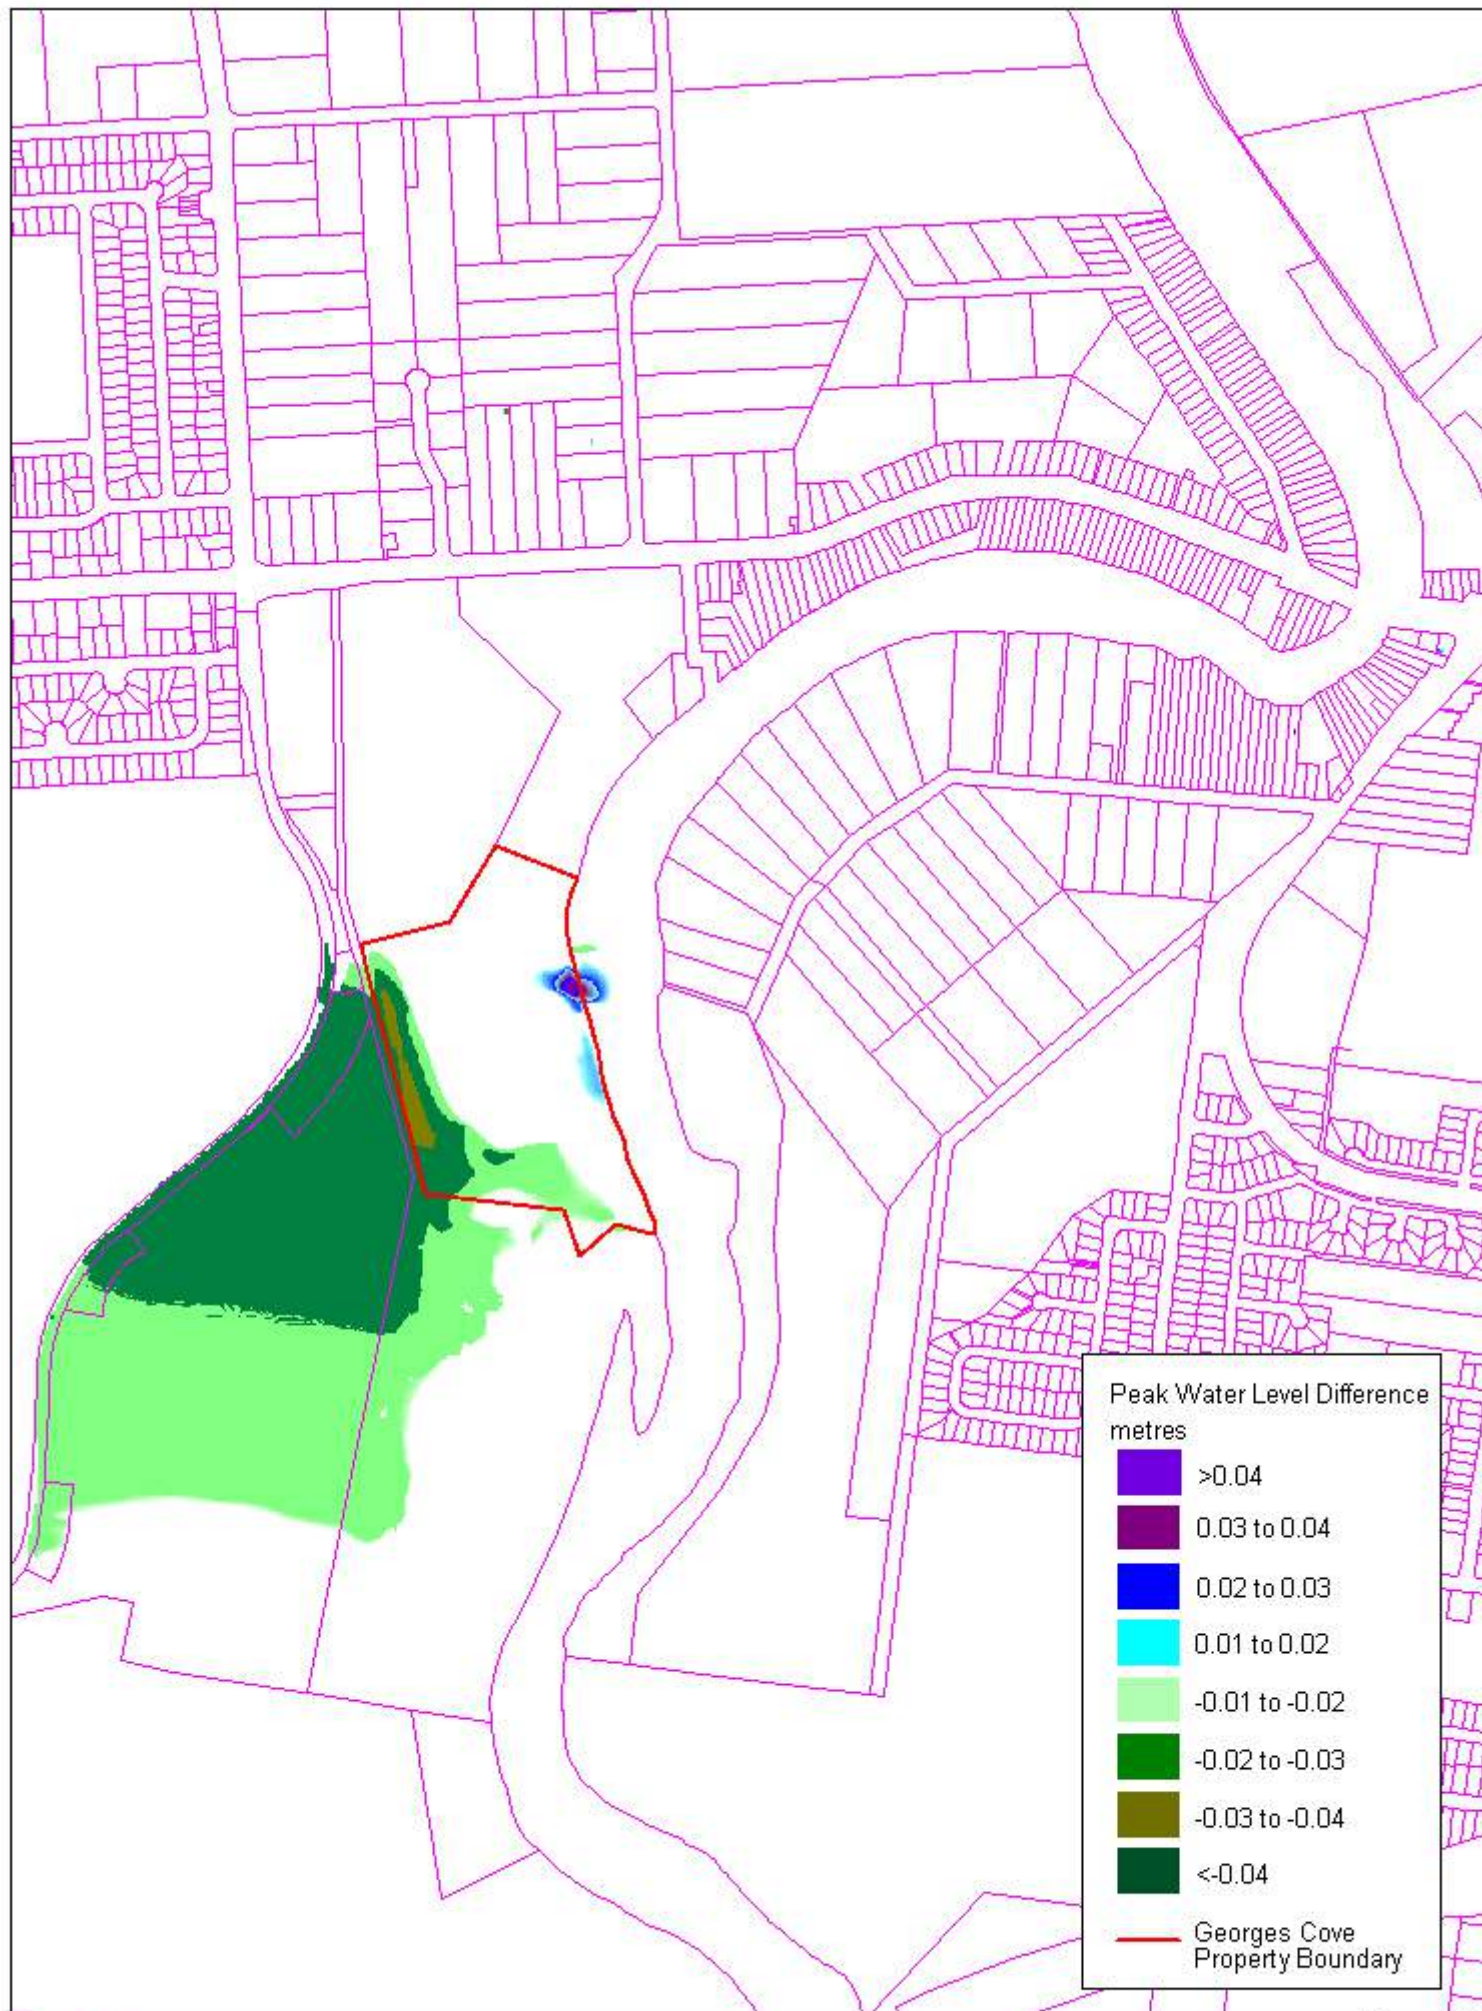 Peak Water Level Difference
metres
>0.04
0.03 to 0.04
0.02 to 0.03
0.01 to 0.02
-0.01 to -0.02
-0.02 to -0.03
-0.03 to -0.04
<-0.04
Georges Cove
Property Boundary